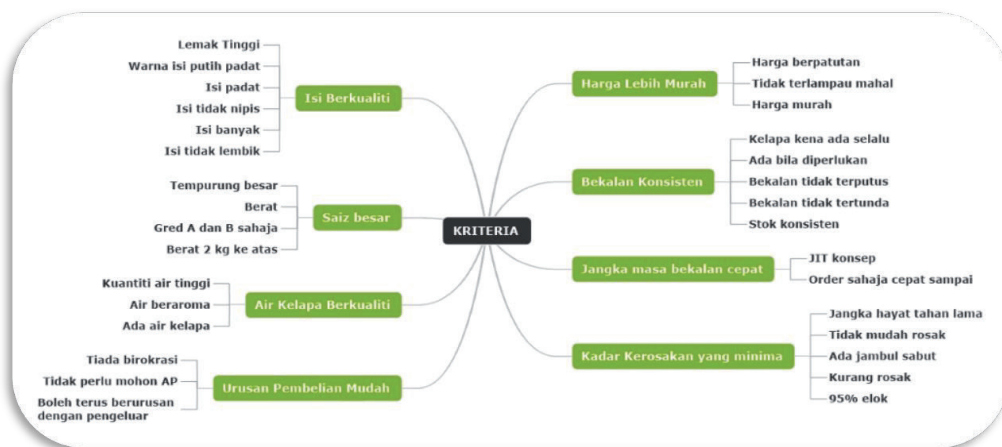 Lemak Tinggi
Warna isi putih padat
Isi padat
Isi tidak nipis
Isi banyak
Isi tidak lembik
Isi Berkualiti
Tempurung besar
Berat
Gred A dan B sahaja
Berat 2 kg ke atas
Saiz besar
Kuantiti air tinggi
Air beraroma
Ada air kelapa
Air Kelapa Berkualiti
Tiada birokrasi
Tidak perlu mohon AP
Boleh terus berurusan
dengan pengeluar
Urusan Pembelian Mudah
KRITERIA
Harga Lebih Murah
Harga berpatutan
Tidak terlampau mahal
Harga murah
Bekalan Konsisten
Kelapa kena ada selalu
Ada bila diperlukan
Bekalan tidak terputus
Bekalan tidak tertunda
Stok konsisten
Jangka masa bekalan cepat
JIT konsep
Order sahaja cepat sampai
Kadar Kerosakan yang minima
Jangka hayat tahan lama
Tidak mudah rosak
Ada jambul sabut
Kurang rosak
95% elok